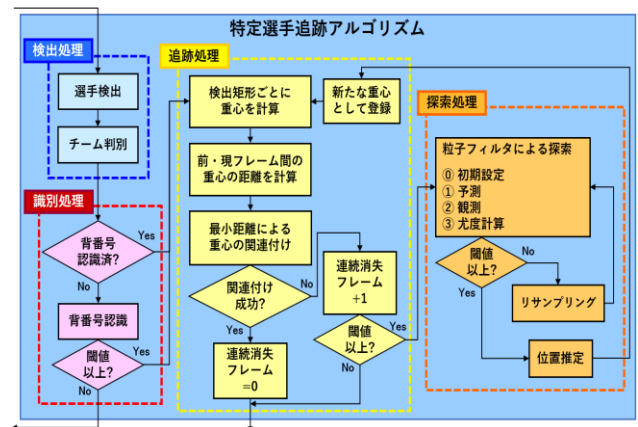 特定選手追跡アルゴリズム
検出処理
選手検出
チーム判別
識別処理
背番号
認識済?
Yes
No
背番号認識
閾値
以上?
Yes
No
追跡処理
検出矩形ごとに
重心を計算
新たな重心
として登録
前・現フレーム間の
重心の距離を計算
最小距離による
重心の関連付け
関連付け
成功?
No
Yes
連続消失
フレーム
=0
連続消失
フレーム
+1
閾値
以上?
Yes
No
探索処理
粒子フィルタによる探索
⓪ 初期設定
① 予測
② 観測
③ 尤度計算
閾値
以上?
No
Yes
リサンプリング
位置推定